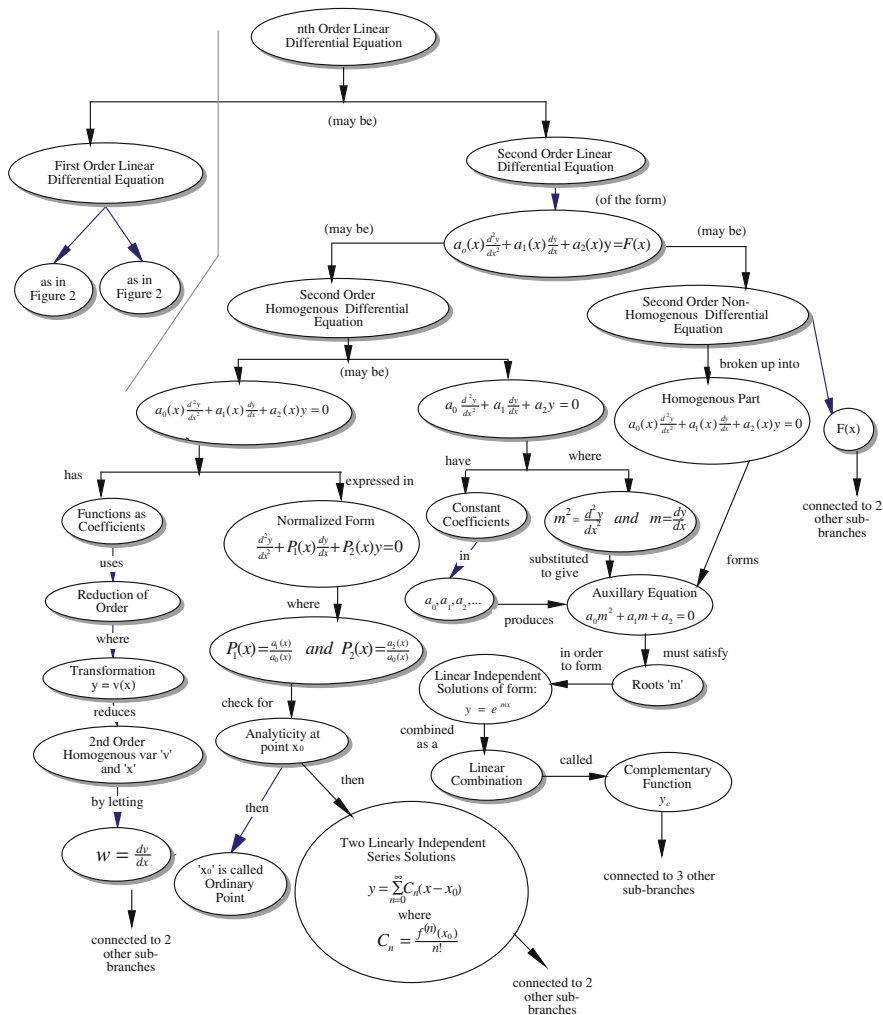 nth Order Linear
Differential Equation
(may be)
First Order Linear
Differential Equation
Second Order Linear
Differential Equation
(of the form)
as in
Figure 2
as in
Figure 2
(may be)
aₒ(x) d²y/dx² + a₁(x) dy/dx + a₂(x)y=F(x)
(may be)
Second Order
Homogenous Differential
Equation
Second Order Non-
Homogenous Differential
Equation
(may be)
broken up into
a₀(x) d²y/dx² + a₁(x) dy/dx + a₂(x)y = 0
a₀ d²y/dx² + a₁ dy/dx + a₂y = 0
Homogenous Part
a₀(x) d²y/dx² + a₁(x) dy/dx + a₂(x)y = 0
F(x)
connected to 2
other sub-
branches
has
expressed in
have
where
Functions as
Coefficients
Normalized Form
d²y/dx² + P₁(x) dy/dx + P₂(x)y=0
Constant
Coefficients
m² = d²y/dx² and m= dy/dx
uses
in
substituted
to give
forms
Reduction of
Order
where
a₀, a₁, a₂,...
produces
Auxillary Equation
a₀m² + a₁m + a₂ = 0
where
P₁(x)= a₁(x)/a₀(x) and P₂(x)= a₂(x)/a₀(x)
in order
to form
must satisfy
Transformation
y = v(x)
Linear Independent
Solutions of form:
y = e^mx
Roots 'm'
reduces
check for
2nd Order
Homogenous var 'v'
and 'x'
Analyticity at
point x₀
combined
as a
Linear
Combination
called
Complementary
Function
y_c
by letting
then
then
w = dy/dx
'x₀' is called
Ordinary
Point
Two Linearly Independent
Series Solutions
y = ∑_{n=0}^{∞} Cₙ(x − x₀)
where
Cₙ = f⁽ⁿ⁾(x₀)/n!
connected to 3 other
sub-branches
connected to 2
other sub-
branches
connected to 2
other sub-
branches